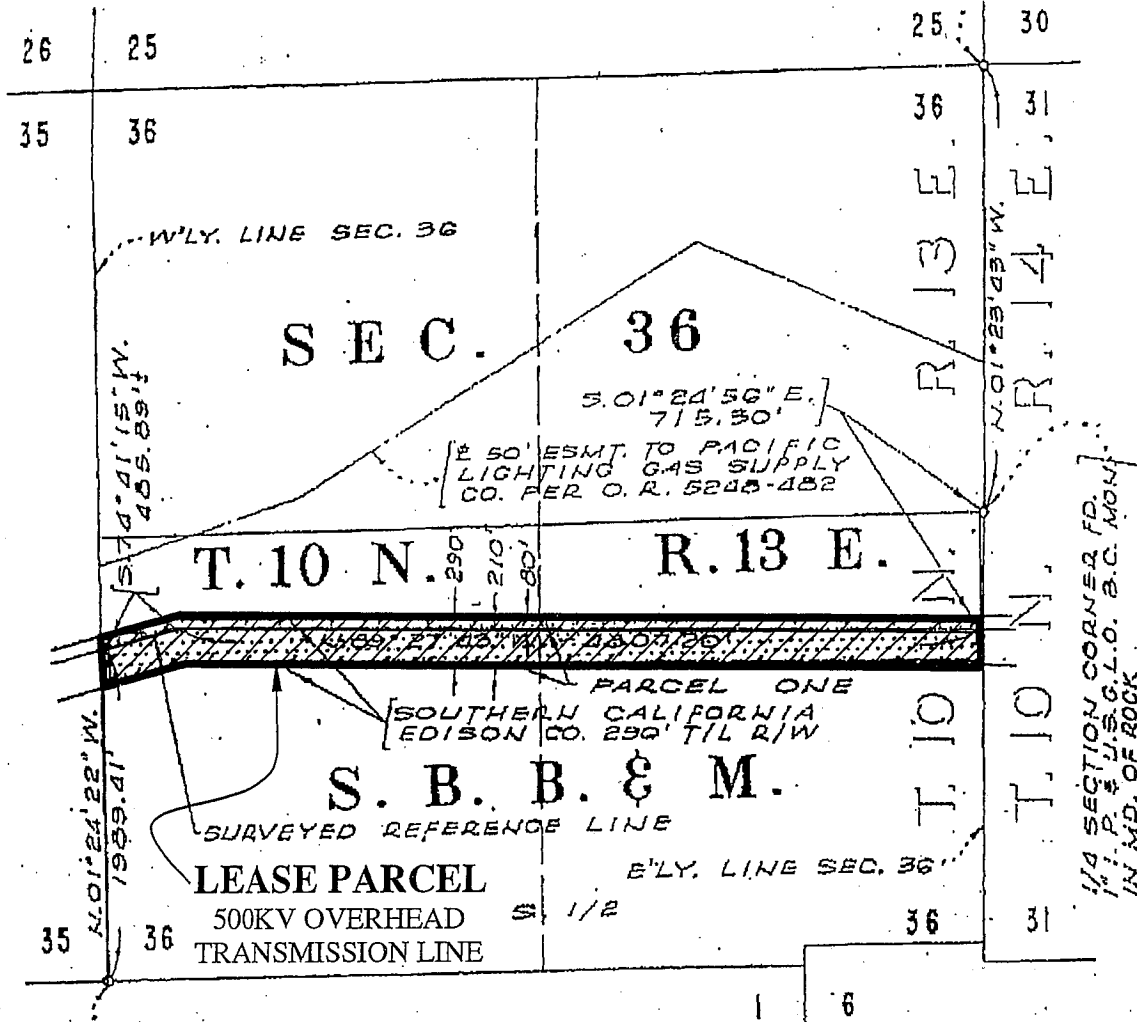 26 25
25 30
35 36
36 31
W'LY. LINE SEC. 36
SEC. 36
R. 13 E.
R. 14 E.
N.01°23'43"W.
S.74°41'15"W.
485.89'±
S.01°24'56"E.
715.30'
℄ 50' ESMT. TO PACIFIC
LIGHTING GAS SUPPLY
CO. PER O.R. 5248-482
T. 10 N. R. 13 E.
290'
210'
80'
PARCEL ONE
SOUTHERN CALIFORNIA
EDISON CO. 290' T/L R/W
S. B. B. & M.
SURVEYED REFERENCE LINE
LEASE PARCEL
500KV OVERHEAD
TRANSMISSION LINE
N.01°24'22"W.
1989.41'
E'LY. LINE SEC. 36
S. 1/2
T. 10 N.
T. 10 N.
1/4 SECTION CORNER FD.
1" I.P. & U.S.G.L.O. B.C. MON.
IN MD. OF ROCK
35 36
36 31
1 6